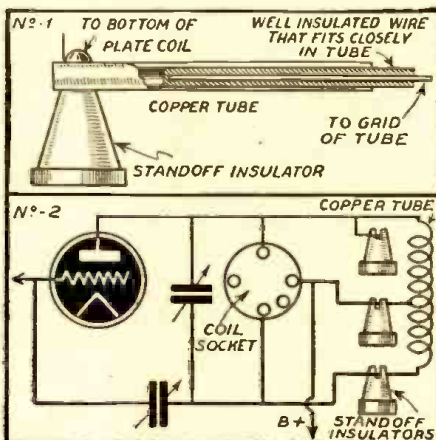 Nº-1
TO BOTTOM OF
PLATE COIL
WELL INSULATED WIRE
THAT FITS CLOSELY
IN TUBE
COPPER TUBE
TO GRID
OF TUBE
STANDOFF INSULATOR
Nº-2
COPPER TUBE
COIL
SOCKET
B+
STANDOFF
INSULATORS